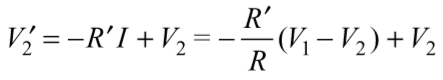 V₂′ = −R′I + V₂ = −R′/R (V₁ − V₂) + V₂